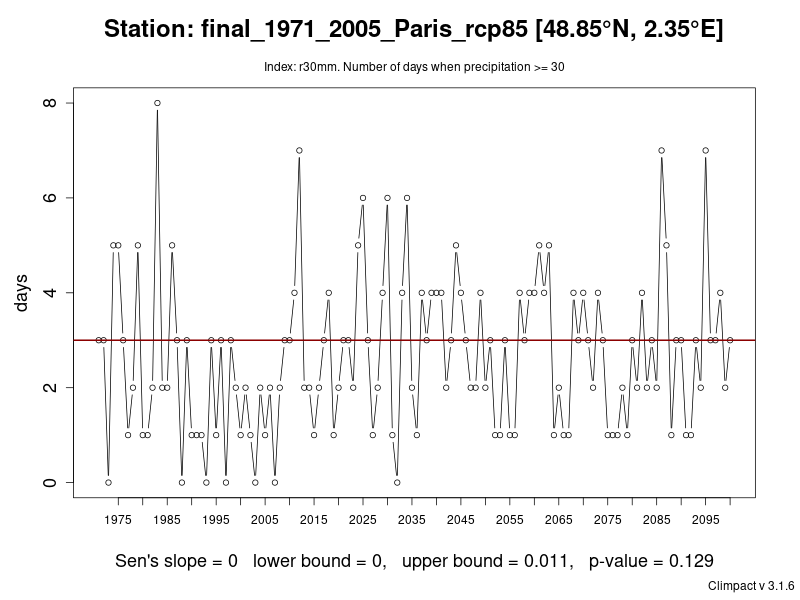 Station: final_1971_2005_Paris_rcp85 [48.85°N, 2.35°E]
Index: r30mm. Number of days when precipitation >= 30
days
8
6
4
2
0
1975 1985 1995 2005 2015 2025 2035 2045 2055 2065 2075 2085 2095
Sen's slope = 0 lower bound = 0, upper bound = 0.011, p-value = 0.129
Climpact v 3.1.6